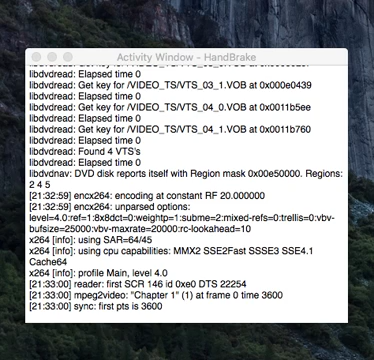 Activity Window - HandBrake
libdvdread: Elapsed time 0
libdvdread: Get key for /VIDEO_TS/VTS_03_1.VOB at 0x000e0439
libdvdread: Elapsed time 0
libdvdread: Get key for /VIDEO_TS/VTS_04_0.VOB at 0x0011b5ee
libdvdread: Elapsed time 0
libdvdread: Get key for /VIDEO_TS/VTS_04_1.VOB at 0x0011b760
libdvdread: Elapsed time 0
libdvdread: Found 4 VTS's
libdvdread: Elapsed time 0
libdvdnav: DVD disk reports itself with Region mask 0x00e50000. Regions:
2 4 5
[21:32:59] encx264: encoding at constant RF 20.000000
[21:32:59] encx264: unparsed options:
level=4.0:ref=1:8x8dct=0:weightp=1:subme=2:mixed-refs=0:trellis=0:vbv-
bufsize=25000:vbv-maxrate=20000:rc-lookahead=10
x264 [info]: using SAR=64/45
x264 [info]: using cpu capabilities: MMX2 SSE2Fast SSSE3 SSE4.1
Cache64
x264 [info]: profile Main, level 4.0
[21:33:00] reader: first SCR 146 id 0xe0 DTS 22254
[21:33:00] mpeg2video: "Chapter 1" (1) at frame 0 time 3600
[21:33:00] sync: first pts is 3600